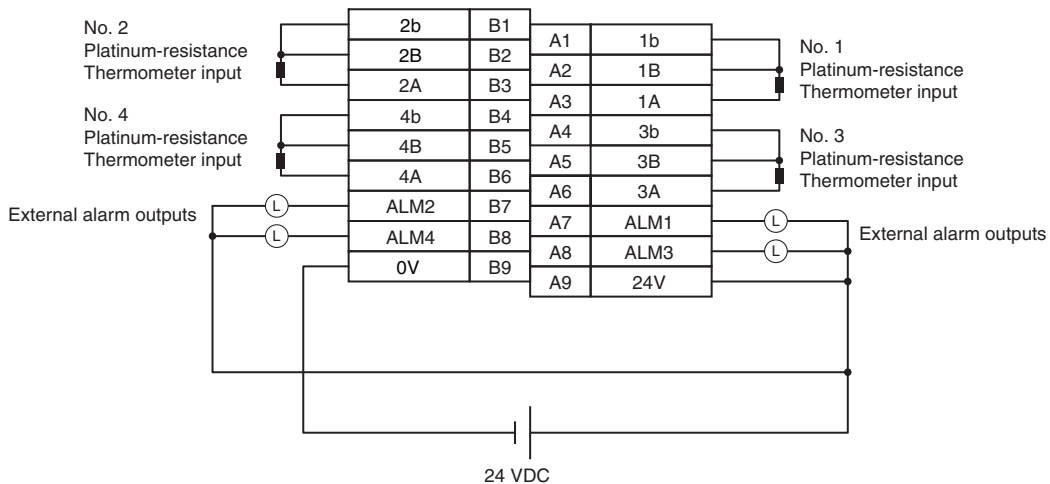 No. 2
Platinum-resistance
Thermometer input
No. 4
Platinum-resistance
Thermometer input
External alarm outputs
L
L
2b B1
2B B2
2A B3
4b B4
4B B5
4A B6
ALM2 B7
ALM4 B8
0V B9
A1 1b
A2 1B
A3 1A
A4 3b
A5 3B
A6 3A
A7 ALM1
A8 ALM3
A9 24V
No. 1
Platinum-resistance
Thermometer input
No. 3
Platinum-resistance
Thermometer input
L
L
External alarm outputs
24 VDC